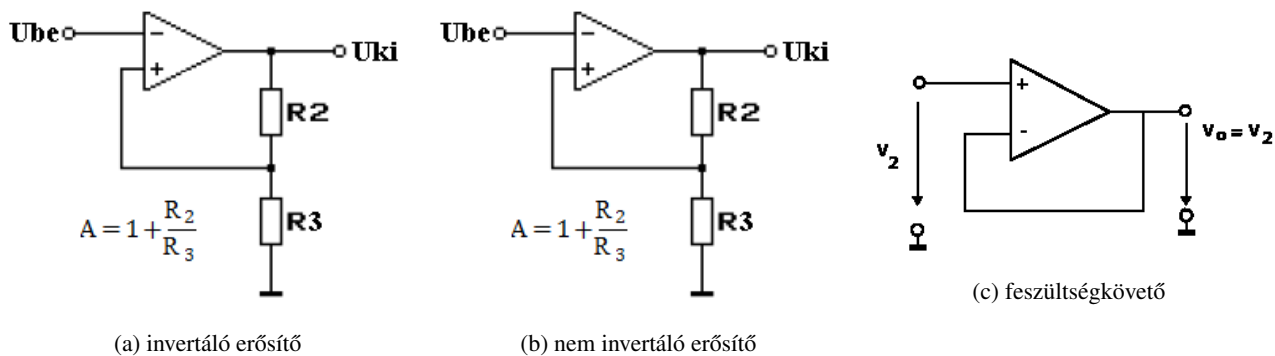 Ube
-
+
Uki
R2
R3
A = 1 + R2/R3
(a) invertáló erősítő
Ube
-
+
Uki
R2
R3
A = 1 + R2/R3
(b) nem invertáló erősítő
+
-
v2
vo = v2
(c) feszültségkövető